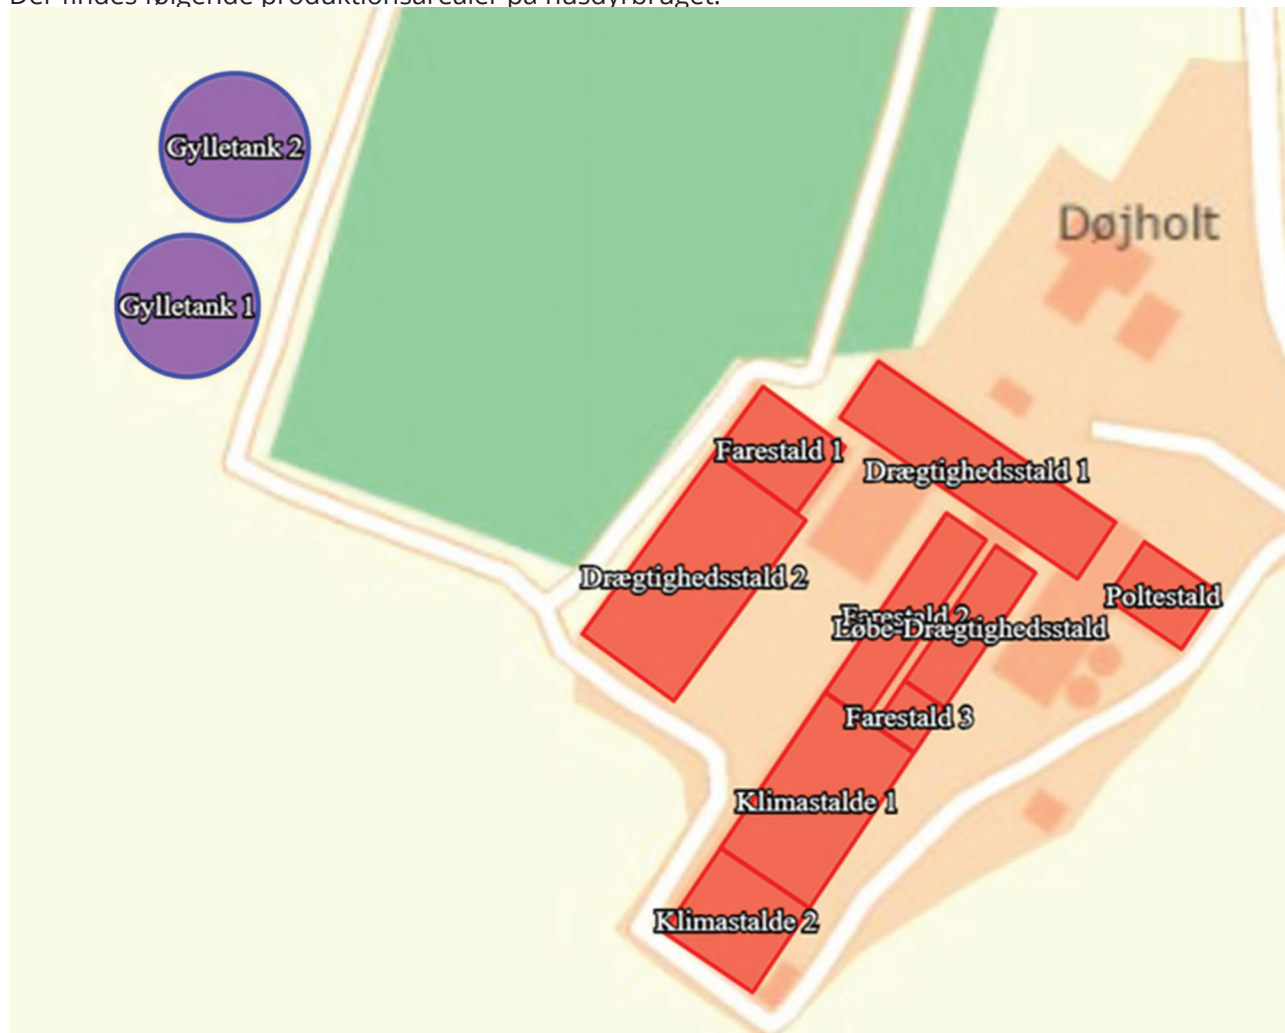 Der findes følgende produktionsarealer på husdyrbruget:
Gylletank 2
Døjholt
Gylletank 1
Farestald 1
Drægtighedsstald 1
Drægtighedsstald 2
Poltestald
Farestald 2
Løbe-Drægtighedsstald
Farestald 3
Klimastalde 1
Klimastalde 2